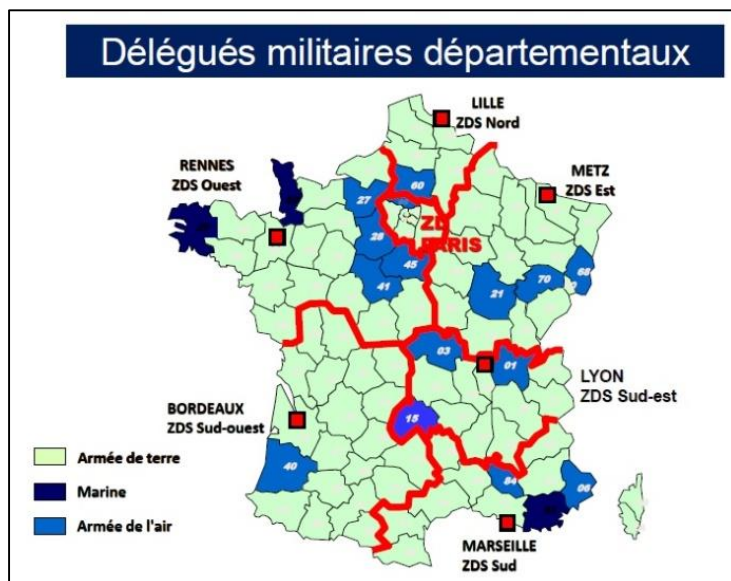 Délégués militaires départementaux
LILLE
ZDS Nord
RENNES
ZDS Ouest
METZ
ZDS Est
60
27
28
ZD
PARIS
45
41
21
70
68
03
01
LYON
ZDS Sud-est
15
BORDEAUX
ZDS Sud-ouest
40
84
06
MARSEILLE
ZDS Sud
Armée de terre
Marine
Armée de l'air